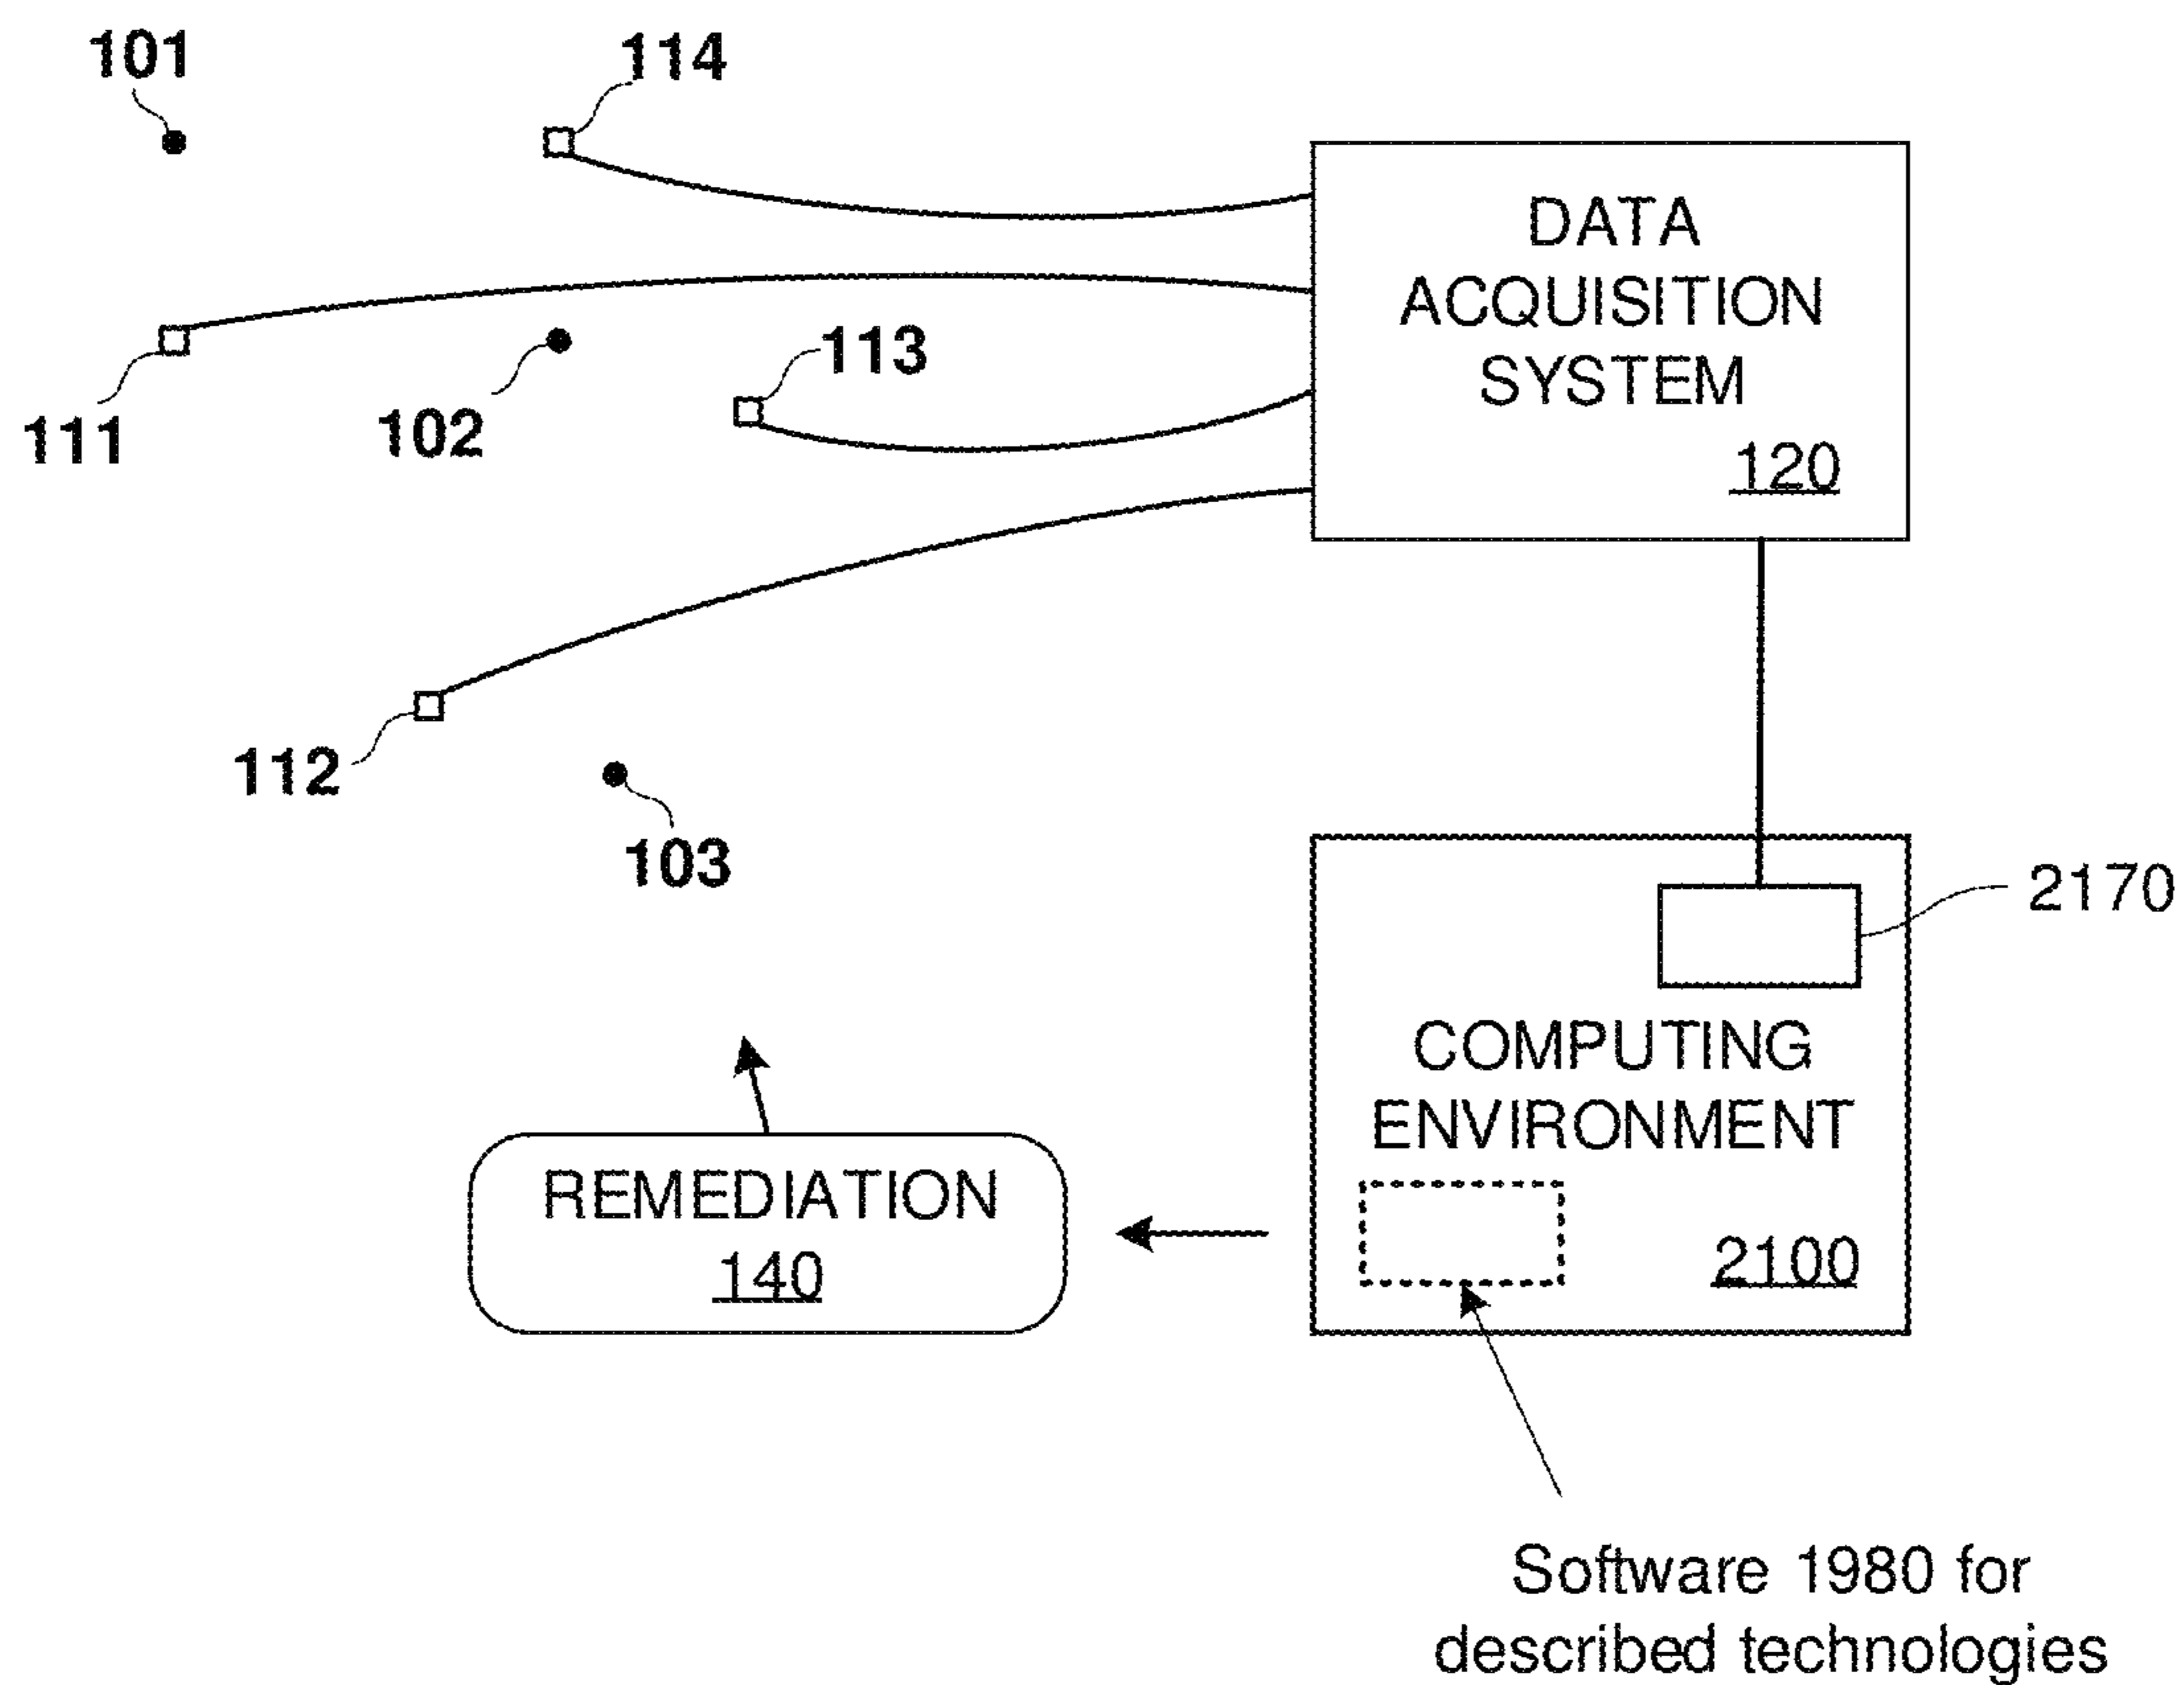 101
114
DATA
ACQUISITION
SYSTEM
120
111
102
113
112
103
2170
COMPUTING
ENVIRONMENT
2100
REMEDIATION
140
Software 1980 for
described technologies